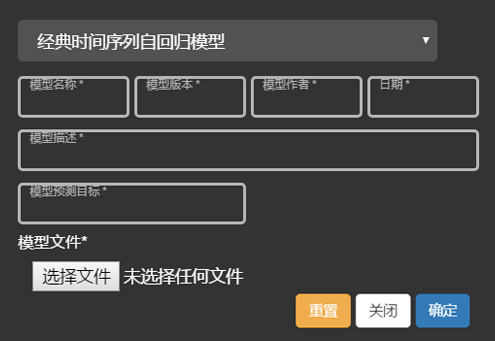 经典时间序列自回归模型
模型名称 * 模型版本 * 模型作者 * 日期 *
模型描述 *
模型预测目标 *
模型文件*
选择文件 未选择任何文件
重置 关闭 确定